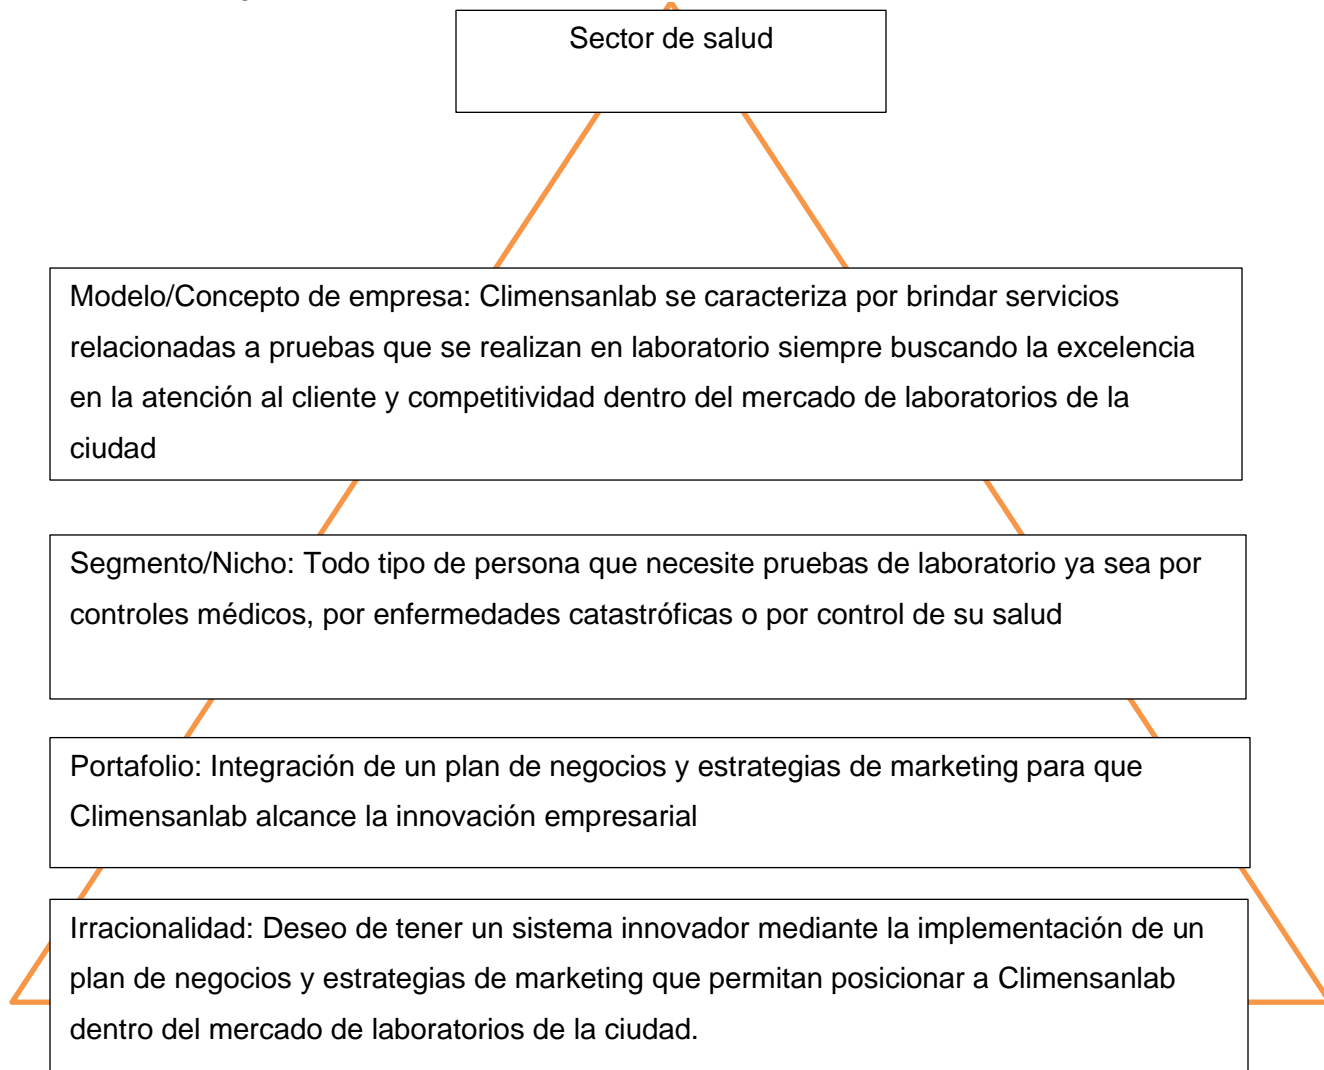 Sector de salud
Modelo/Concepto de empresa: Climensanlab se caracteriza por brindar servicios
relacionadas a pruebas que se realizan en laboratorio siempre buscando la excelencia
en la atención al cliente y competitividad dentro del mercado de laboratorios de la
ciudad
Segmento/Nicho: Todo tipo de persona que necesite pruebas de laboratorio ya sea por
controles médicos, por enfermedades catastróficas o por control de su salud
Portafolio: Integración de un plan de negocios y estrategias de marketing para que
Climensanlab alcance la innovación empresarial
Irracionalidad: Deseo de tener un sistema innovador mediante la implementación de un
plan de negocios y estrategias de marketing que permitan posicionar a Climensanlab
dentro del mercado de laboratorios de la ciudad.